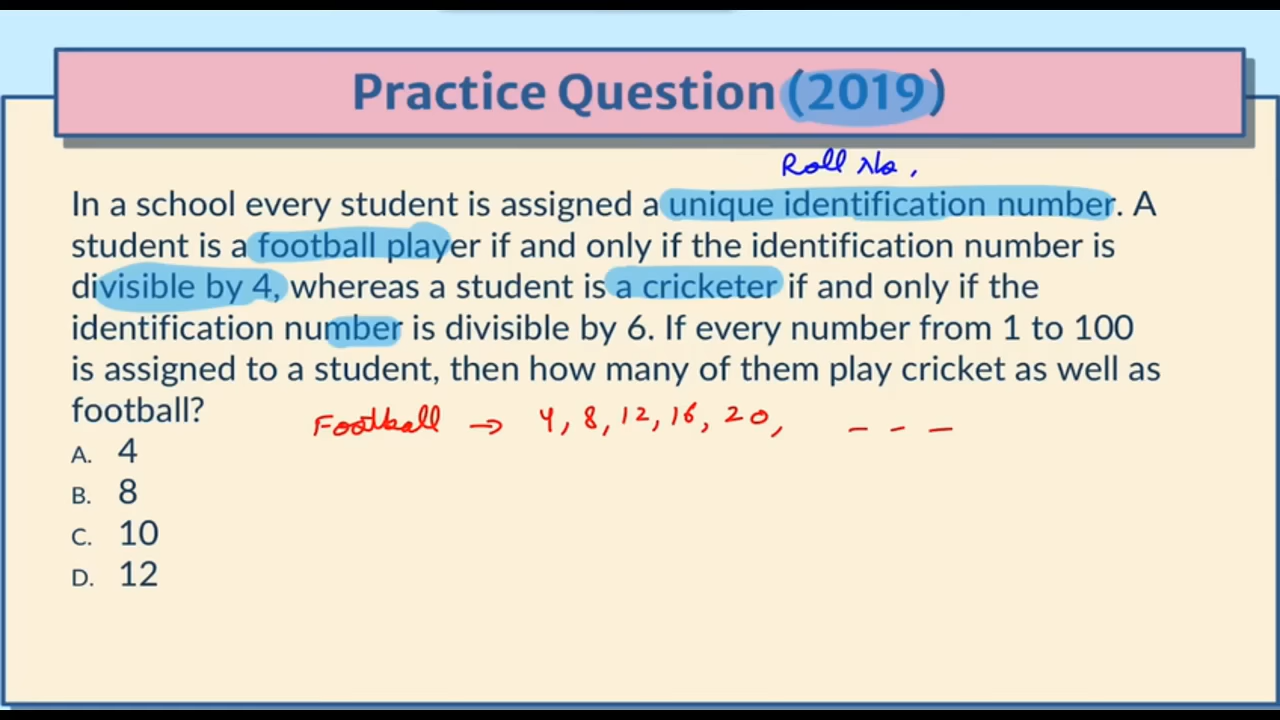 Practice Question (2019)
Roll No,
In a school every student is assigned a unique identification number. A
student is a football player if and only if the identification number is
divisible by 4, whereas a student is a cricketer if and only if the
identification number is divisible by 6. If every number from 1 to 100
is assigned to a student, then how many of them play cricket as well as
football?
Football → 4, 8, 12, 16, 20, - - -
A. 4
B. 8
C. 10
D. 12